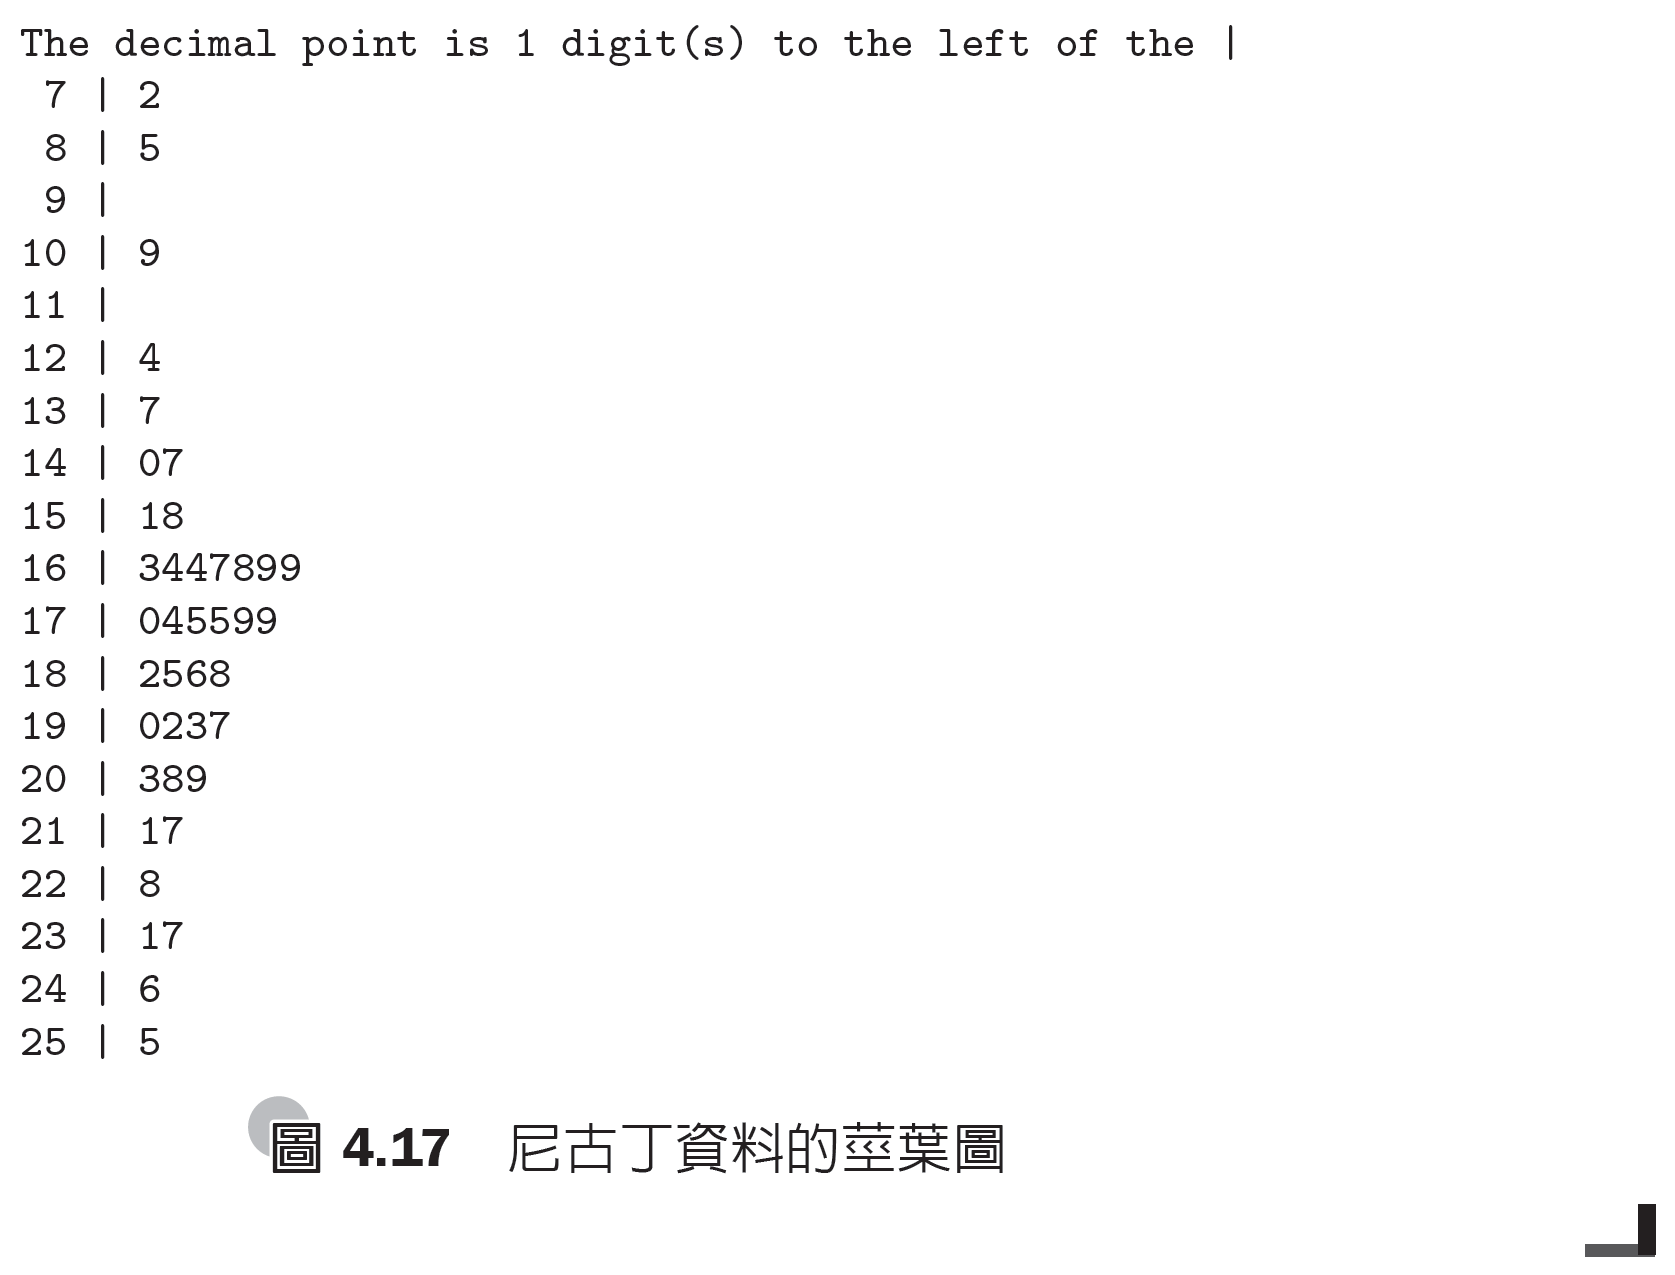 The decimal point is 1 digit(s) to the left of the |
7 | 2
8 | 5
9 |
10 | 9
11 |
12 | 4
13 | 7
14 | 07
15 | 18
16 | 3447899
17 | 045599
18 | 2568
19 | 0237
20 | 389
21 | 17
22 | 8
23 | 17
24 | 6
25 | 5
圖 4.17 尼古丁資料的莖葉圖